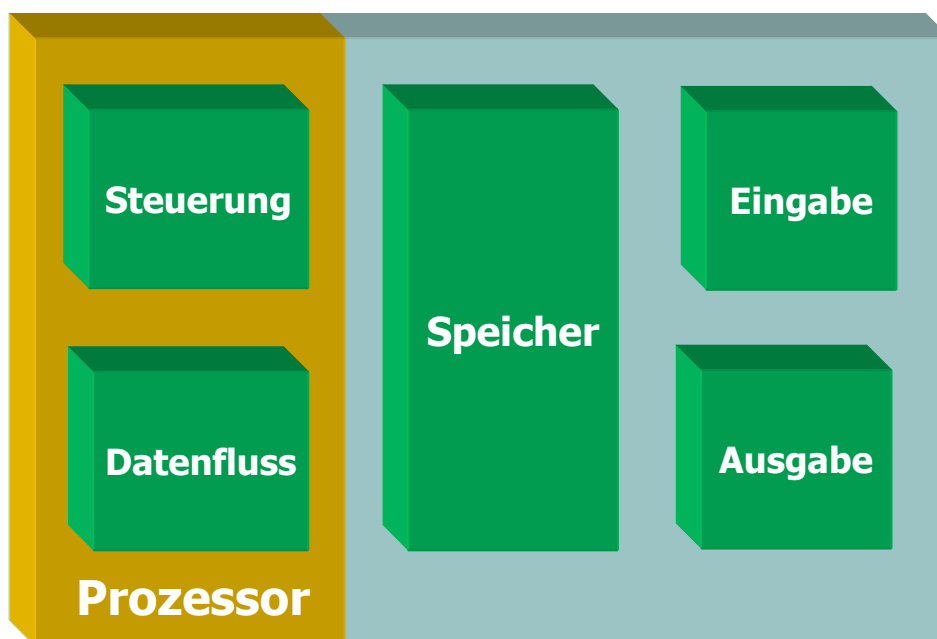 Steuerung
Datenfluss
Prozessor
Speicher
Eingabe
Ausgabe